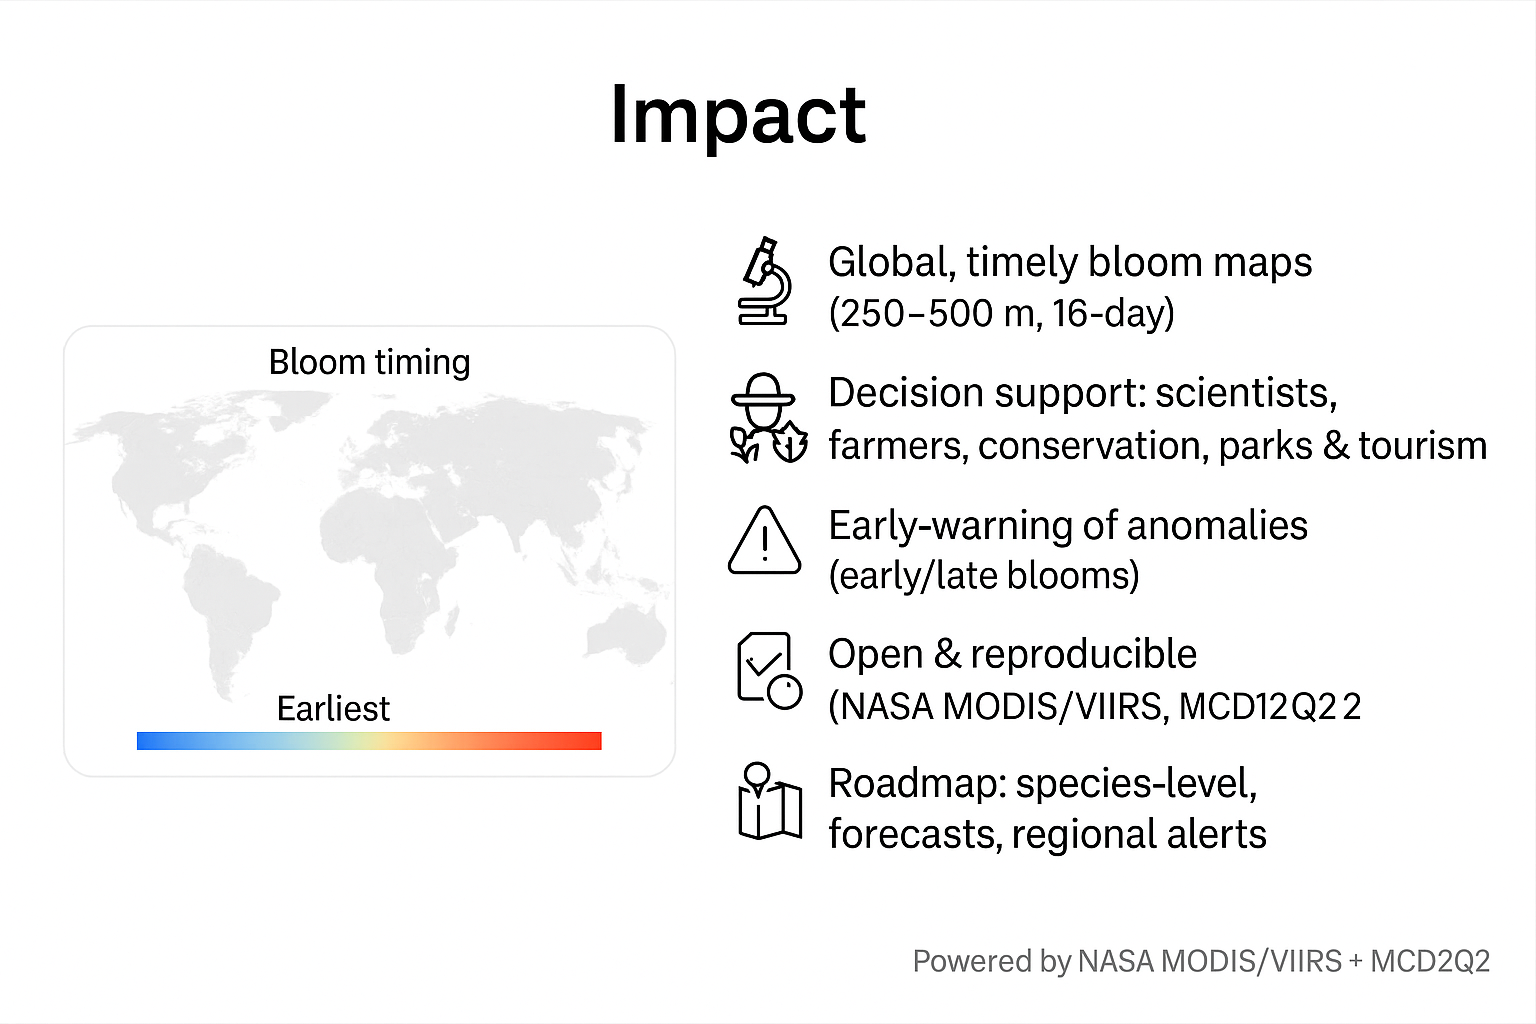 Impact
Bloom timing
Earliest
Global, timely bloom maps
(250–500 m, 16-day)
Decision support: scientists,
farmers, conservation, parks & tourism
Early-warning of anomalies
(early/late blooms)
Open & reproducible
(NASA MODIS/VIIRS, MCD12Q2 2
Roadmap: species-level,
forecasts, regional alerts
Powered by NASA MODIS/VIIRS + MCD2Q2